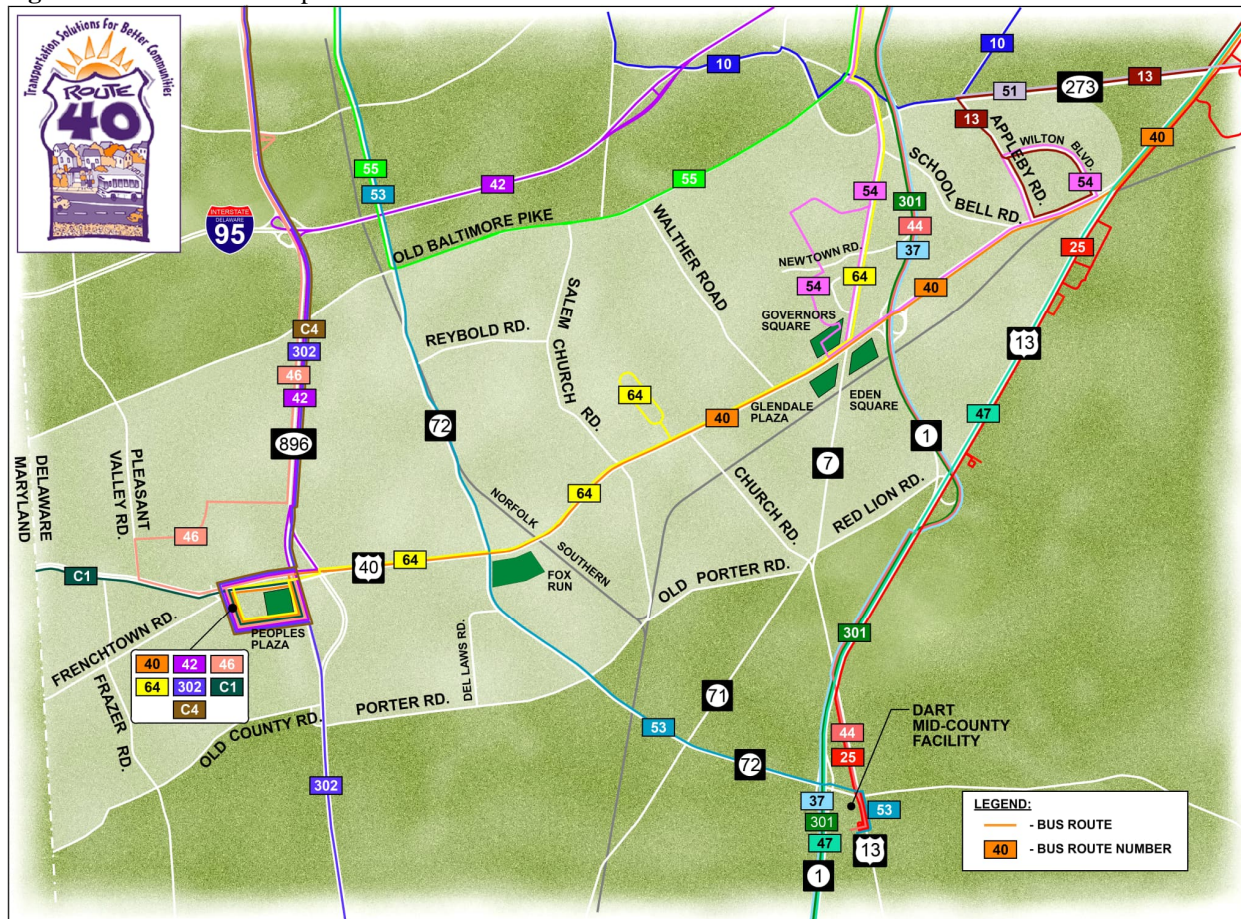 Transportation Solutions for Better Communities
ROUTE
40
10
10
13
51
273
13
APPLEBY RD.
WILTON BLVD.
40
54
55
53
42
55
54
SCHOOL BELL RD.
301
44
37
25
INTERSTATE
DELAWARE
95
OLD BALTIMORE PIKE
WALTHER ROAD
NEWTOWN RD.
54
64
40
GOVERNORS
SQUARE
C4
302
46
42
REYBOLD RD.
SALEM CHURCH RD.
13
64
40
GLENDALE
PLAZA
EDEN
SQUARE
47
896
72
1
7
DELAWARE
MARYLAND
PLEASANT
VALLEY RD.
CHURCH RD.
RED LION RD.
64
NORFOLK
SOUTHERN
46
C1
40
64
FOX
RUN
OLD PORTER RD.
FRENCHTOWN RD.
PEOPLES
PLAZA
DEL LAWS RD.
301
40
42
46
64
302
C1
C4
FRAZER RD.
OLD COUNTY RD.
PORTER RD.
71
53
DART
MID-COUNTY
FACILITY
44
25
72
302
37
301
47
53
13
1
LEGEND:
- BUS ROUTE
40
- BUS ROUTE NUMBER